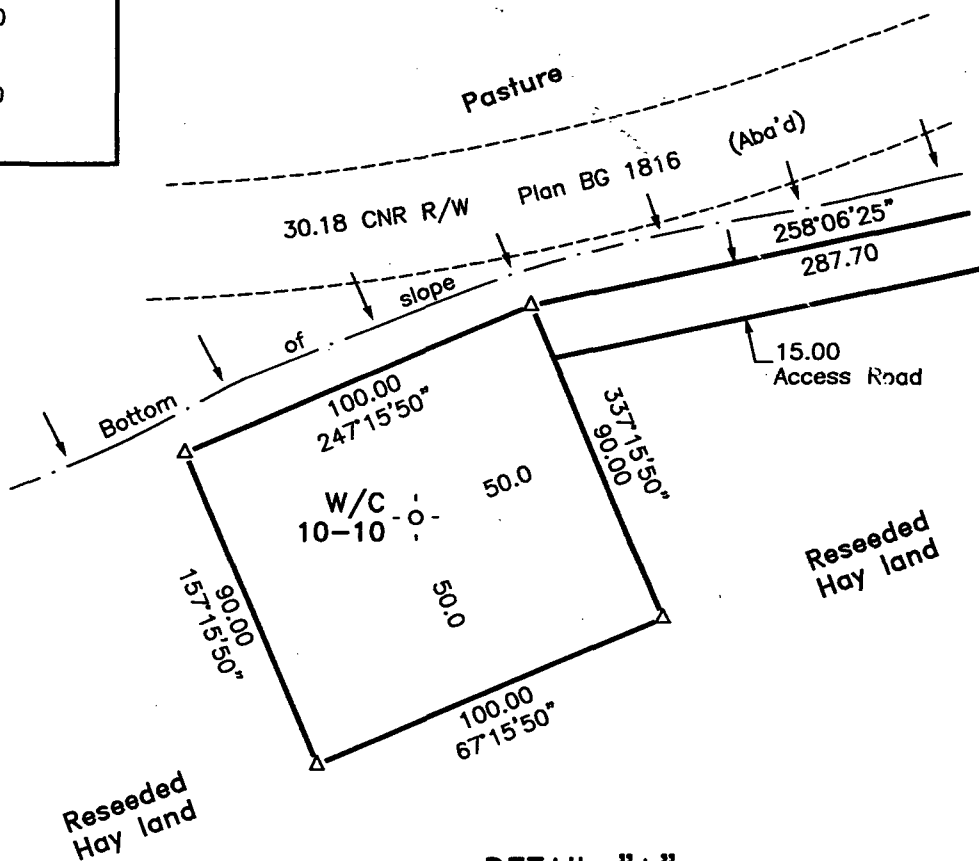 Pasture
30.18 CNR R/W Plan BG 1816 (Aba'd)
258°06'25"
287.70
Bottom of slope
15.00
Access Road
100.00
247°15'50"
337°15'50"
90.00
W/C
10-10
50.0
50.0
90.00
157°15'50"
100.00
67°15'50"
Reseeded
Hay land
Reseeded
Hay land